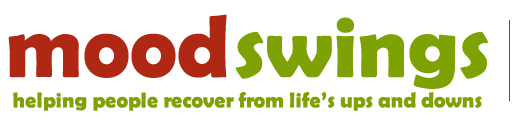 moodswings
helping people recover from life's ups and downs